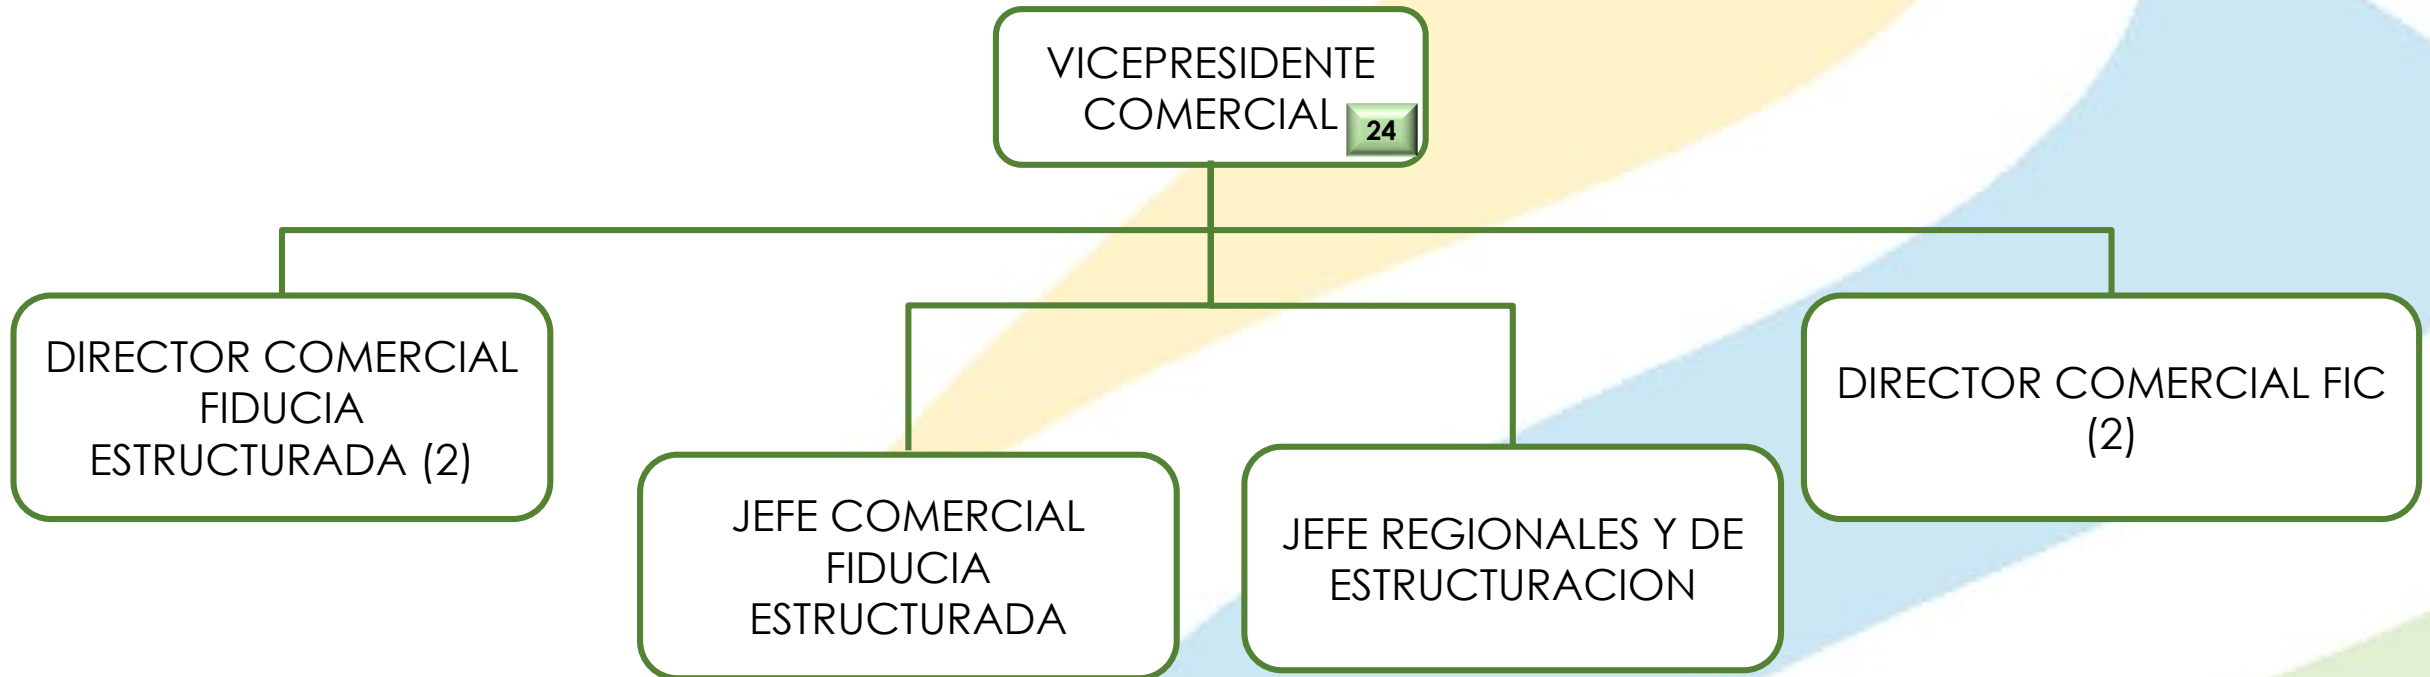 VICEPRESIDENTE
COMERCIAL
24
DIRECTOR COMERCIAL
FIDUCIA
ESTRUCTURADA (2)
JEFE COMERCIAL
FIDUCIA
ESTRUCTURADA
JEFE REGIONALES Y DE
ESTRUCTURACION
DIRECTOR COMERCIAL FIC
(2)